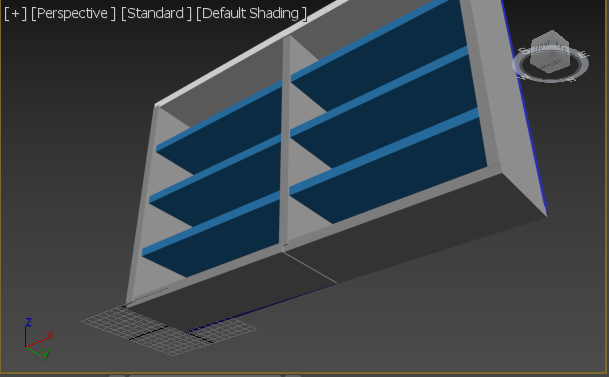 [+] [Perspective ] [Standard ] [Default Shading ]
z
x
y